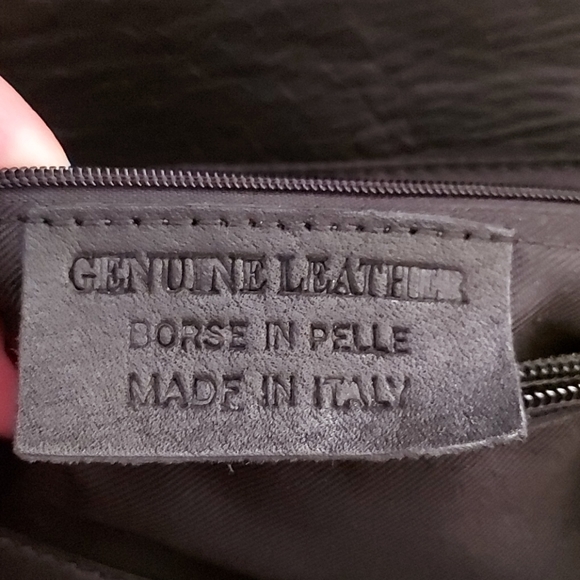 GENUINE LEATHER
BORSE IN PELLE
MADE IN ITALY